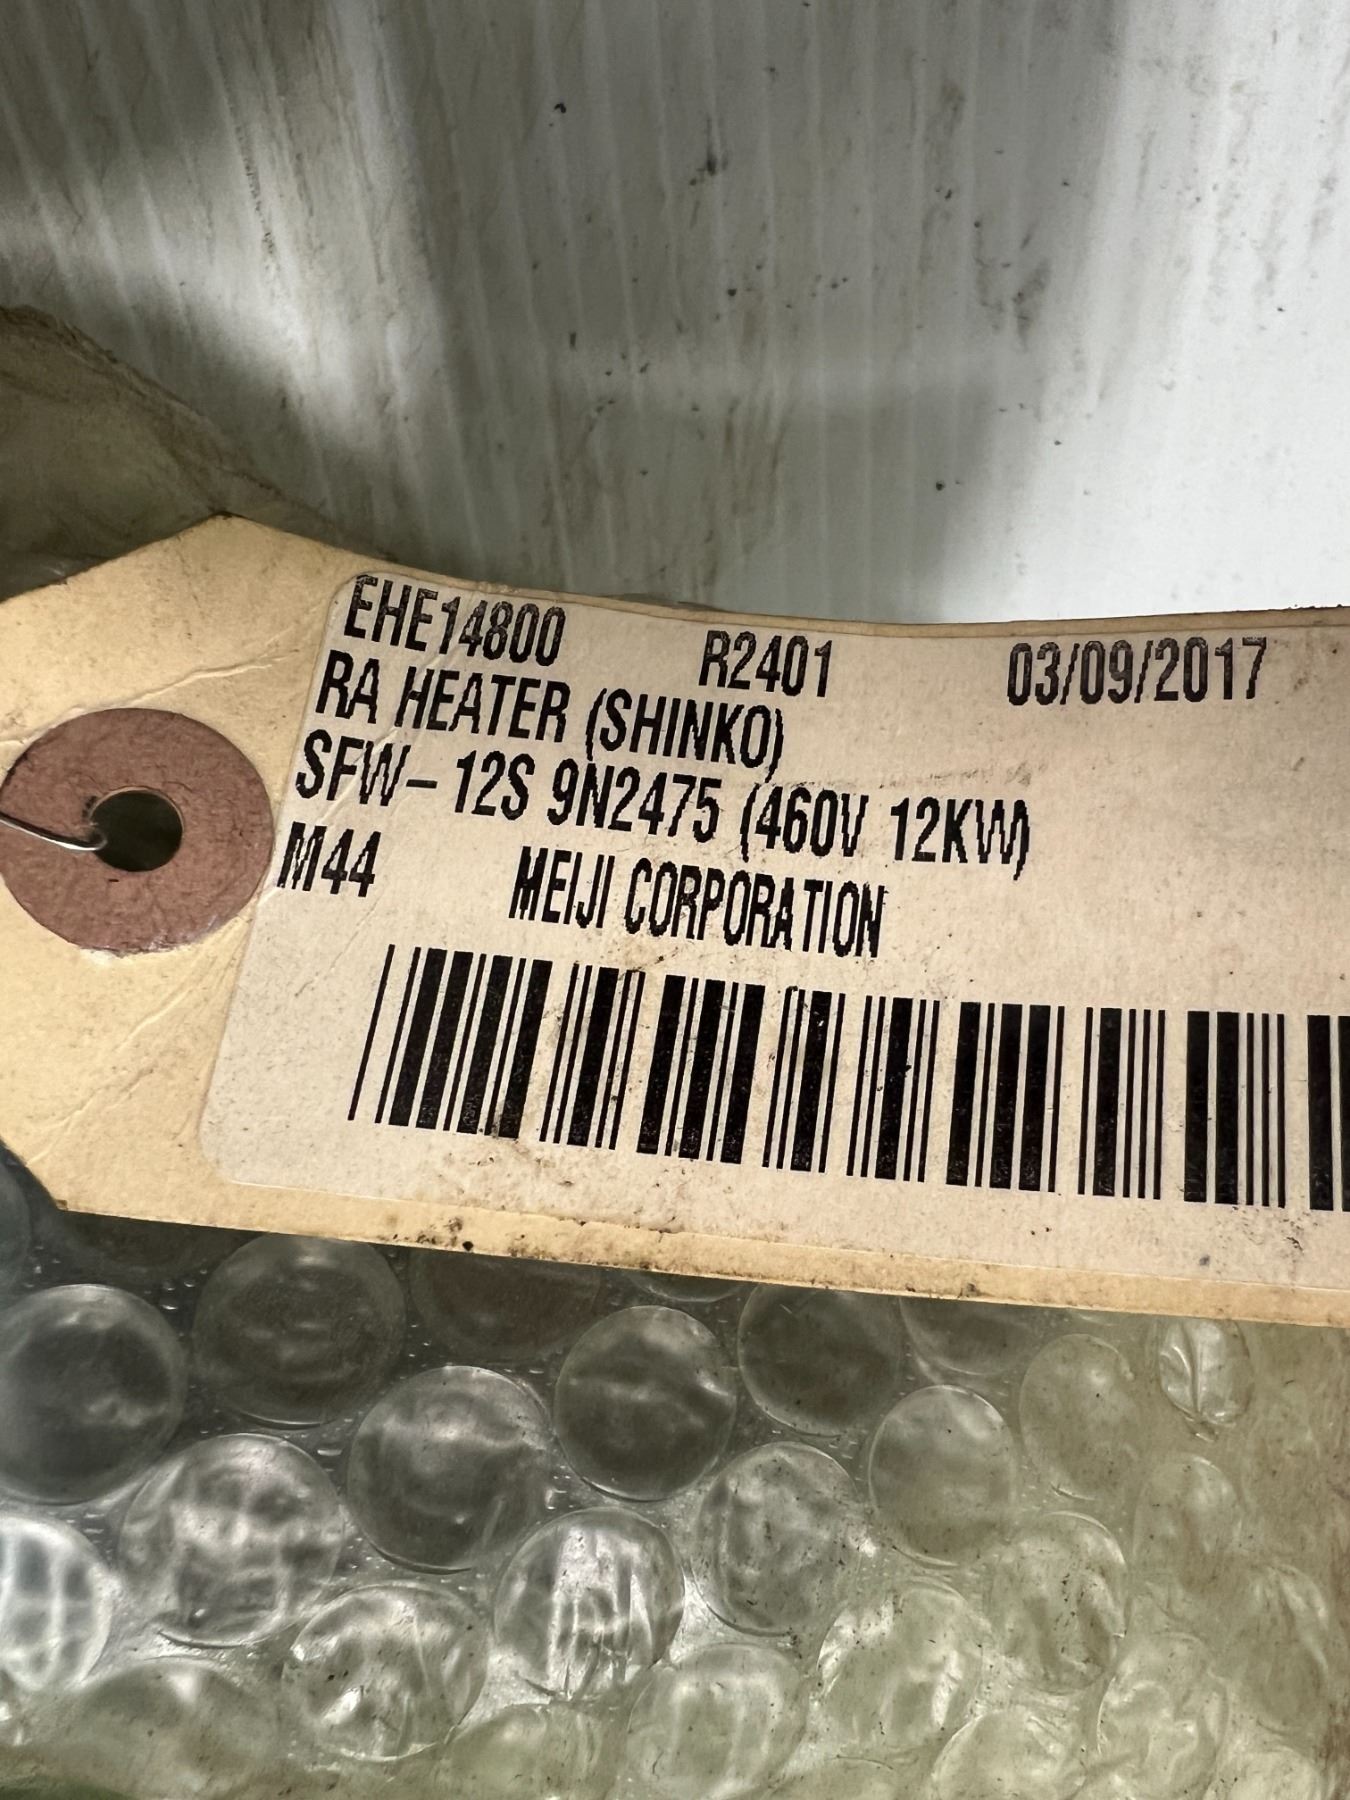 EHE14800 R2401 03/09/2017
RA HEATER (SHINKO)
SFW-12S 9N2475 (460V 12KW)
M44 MEIJI CORPORATION